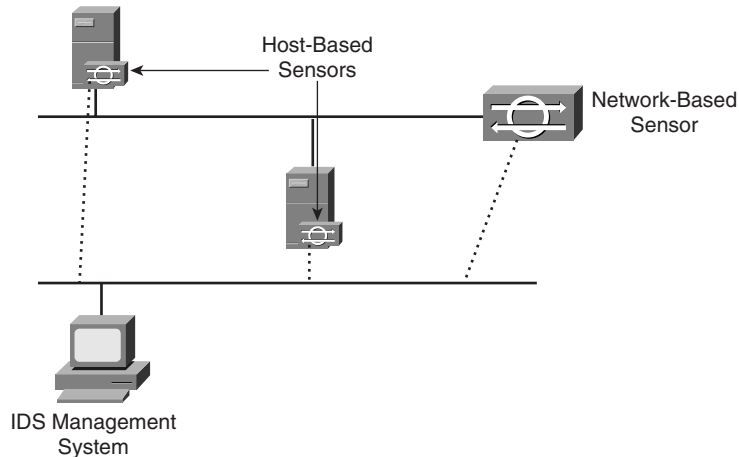 Host-Based
Sensors
Network-Based
Sensor
IDS Management
System